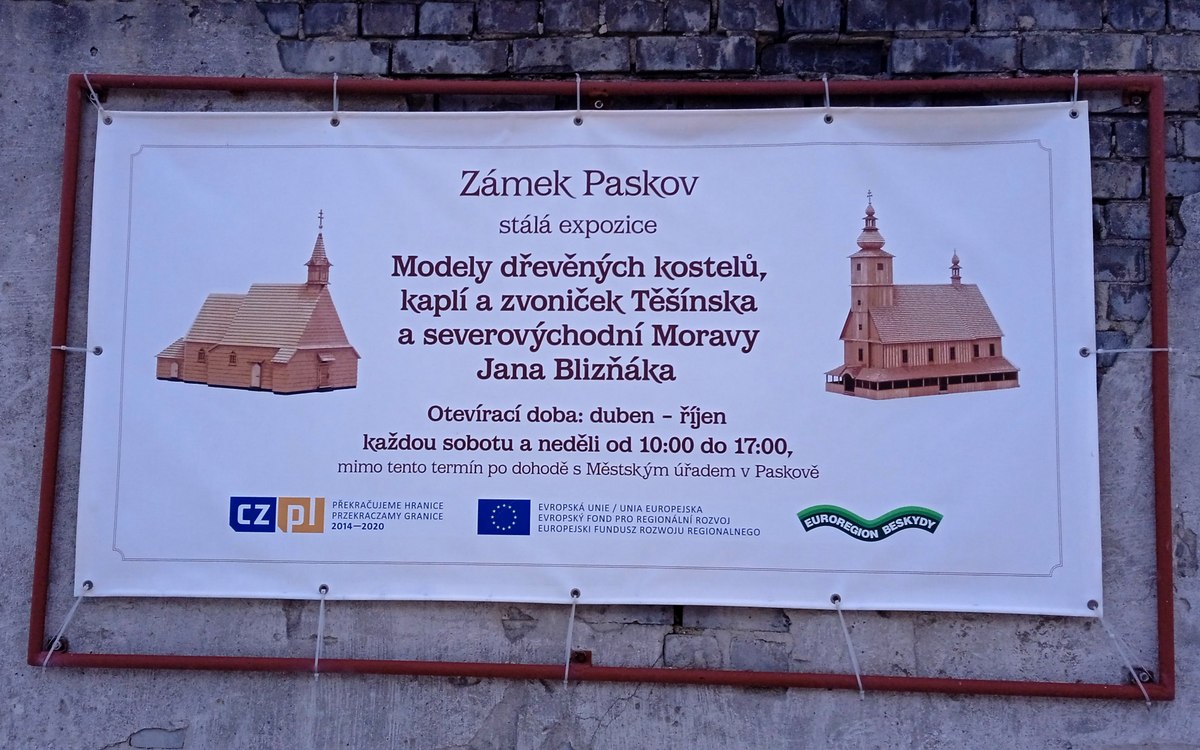 Zámek Paskov
stálá expozice
Modely dřevěných kostelů,
kaplí a zvoniček Těšínska
a severovýchodní Moravy
Jana Blizňáka
Otevírací doba: duben – říjen
každou sobotu a neděli od 10:00 do 17:00,
mimo tento termín po dohodě s Městským úřadem v Paskově
cz pl
PŘEKRAČUJEME HRANICE
PRZEKRACZAMY GRANICE
2014—2020
EVROPSKÁ UNIE / UNIA EUROPEJSKA
EVROPSKÝ FOND PRO REGIONÁLNÍ ROZVOJ
EUROPEJSKI FUNDUSZ ROZWOJU REGIONALNEGO
EUROREGION BESKYDY